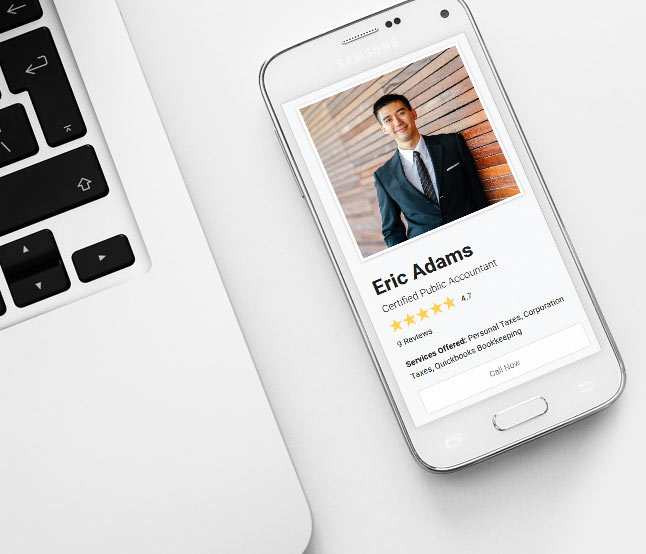 SAMSUNG
Eric Adams
Certified Public Accountant
4.7
9 Reviews
Services Offered: Personal Taxes, Corporation
Taxes, Quickbooks Bookkeeping
Call Now